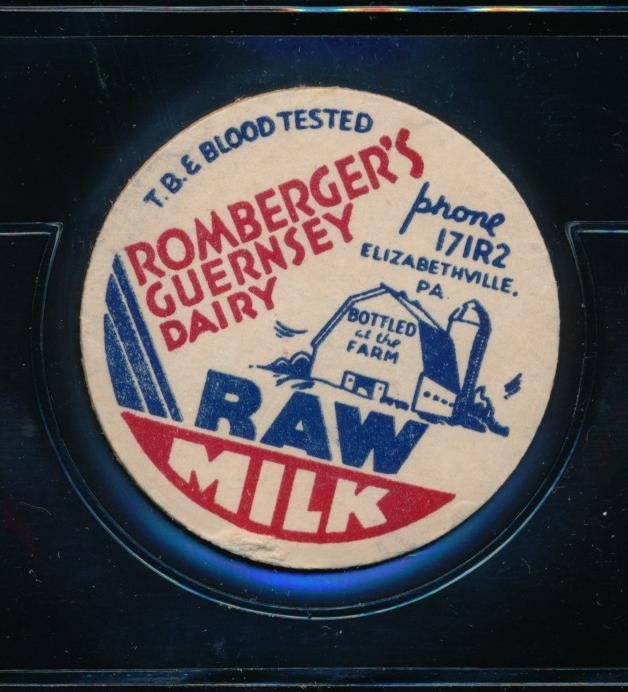 T.B. & BLOOD TESTED
ROMBERGER'S
GUERNSEY
DAIRY
phone
171R2
ELIZABETHVILLE,
PA.
BOTTLED
at the
FARM
RAW
MILK